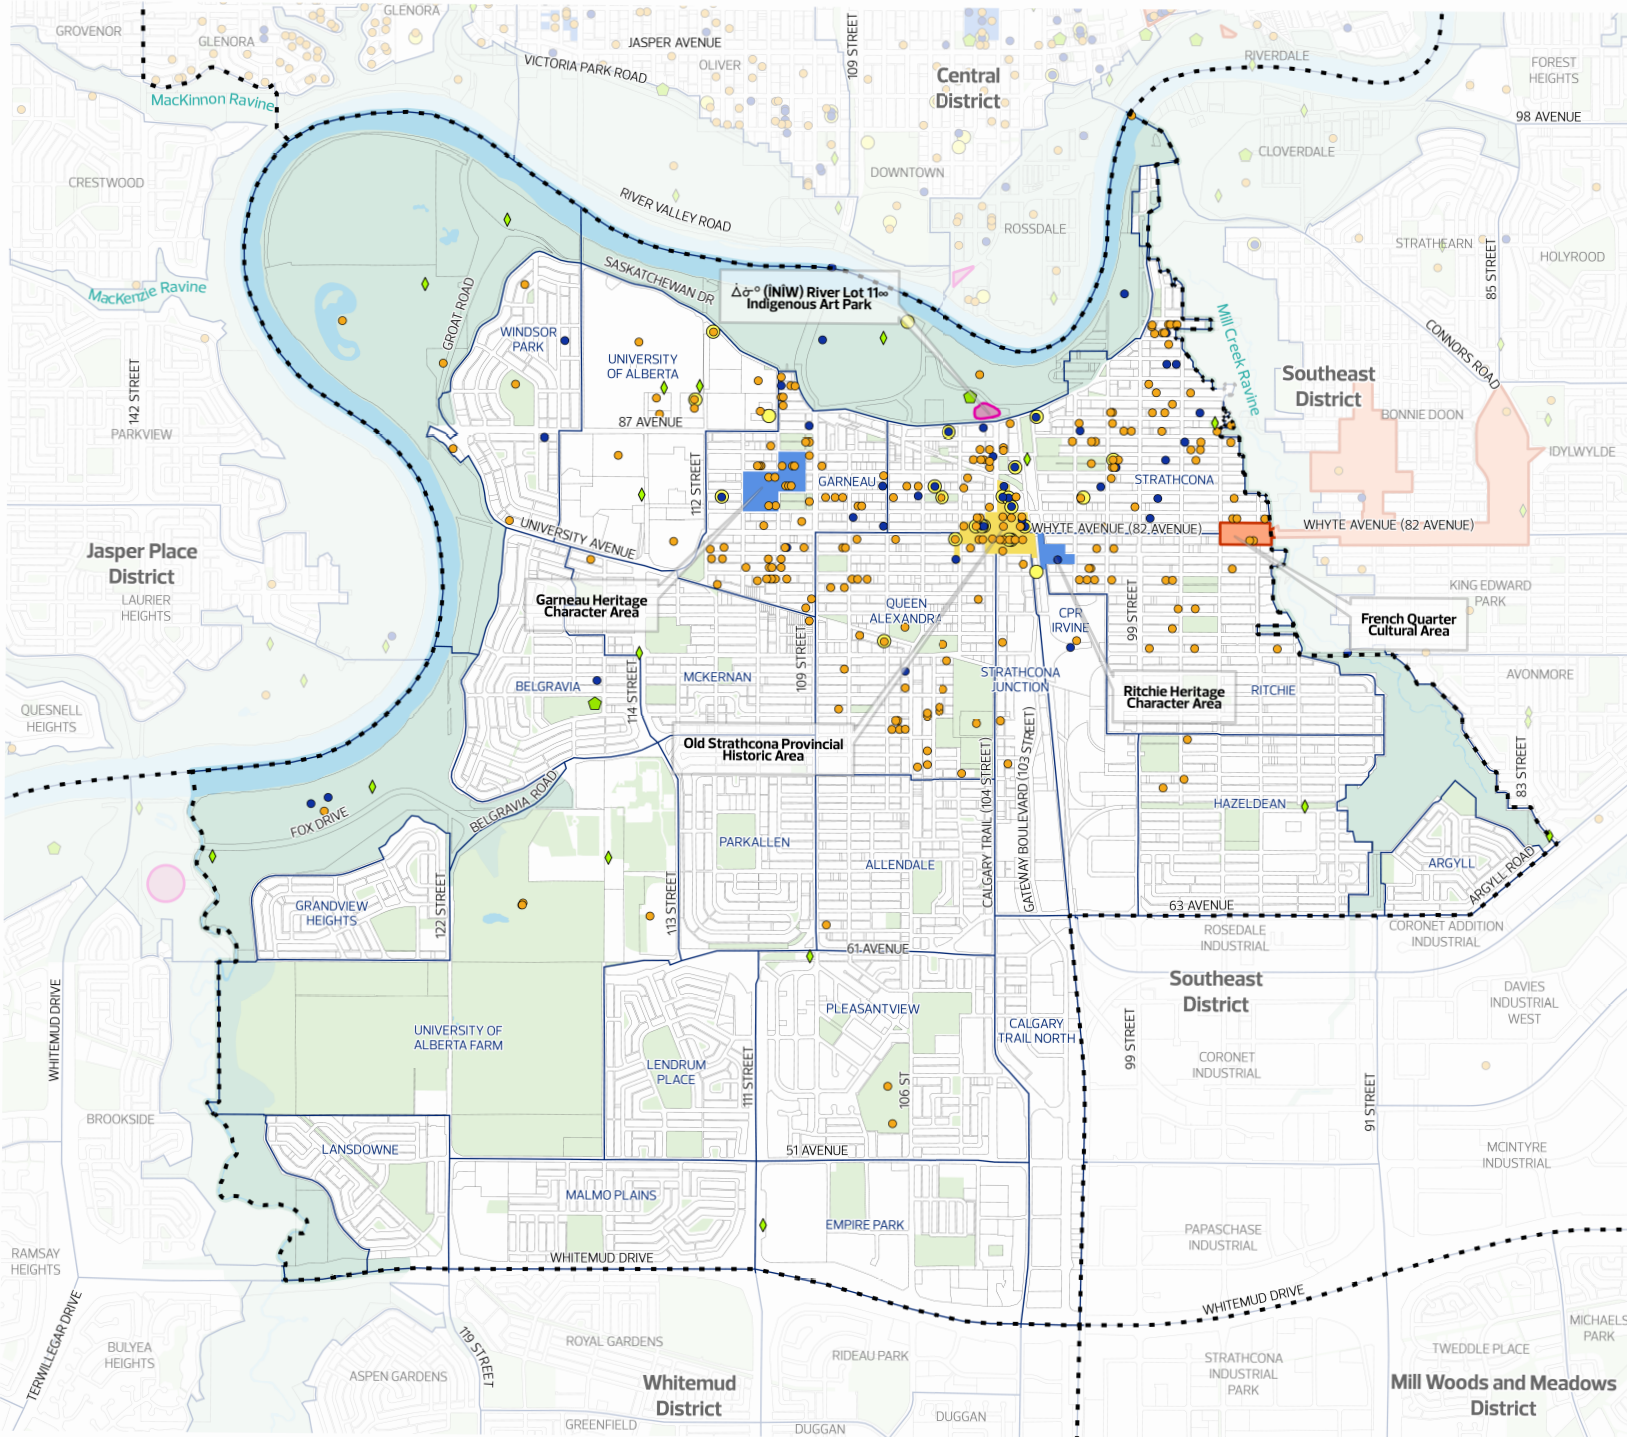 GLENORA
GROVENOR
GLENORA
JASPER AVENUE
OLIVER
109 STREET
VICTORIA PARK ROAD
Central
District
RIVERDALE
FOREST
HEIGHTS
MacKinnon Ravine
98 AVENUE
CLOVERDALE
CRESTWOOD
DOWNTOWN
RIVER VALLEY ROAD
ROSSDALE
STRATHEARN
85 STREET
HOLYROOD
MacKenzie Ravine
SASKATCHEWAN DR
(ÎNÎW) River Lot 11∞
Indigenous Art Park
GROAT ROAD
WINDSOR
PARK
Mill Creek Ravine
CONNORS ROAD
142 STREET
UNIVERSITY
OF ALBERTA
Southeast
District
BONNIE DOON
87 AVENUE
PARKVIEW
IDYLWYLDE
112 STREET
GARNEAU
STRATHCONA
UNIVERSITY AVENUE
WHYTE AVENUE (82 AVENUE)
WHYTE AVENUE (82 AVENUE)
Jasper Place
District
LAURIER
HEIGHTS
KING EDWARD
PARK
Garneau Heritage
Character Area
QUEEN
ALEXANDRA
CPR
IRVINE
99 STREET
French Quarter
Cultural Area
109 STREET
MCKERNAN
STRATHCONA
JUNCTION
BELGRAVIA
114 STREET
Ritchie Heritage
Character Area
RITCHIE
AVONMORE
QUESNELL
HEIGHTS
Old Strathcona Provincial
Historic Area
83 STREET
CALGARY TRAIL (104 STREET)
GATEWAY BOULEVARD (103 STREET)
FOX DRIVE
BELGRAVIA ROAD
HAZELDEAN
PARKALLEN
ALLENDALE
ARGYLL
ARGYLL ROAD
GRANDVIEW
HEIGHTS
122 STREET
113 STREET
63 AVENUE
ROSEDALE
INDUSTRIAL
CORONET ADDITION
INDUSTRIAL
61 AVENUE
Southeast
District
DAVIES
INDUSTRIAL
WEST
WHITEMUD DRIVE
PLEASANTVIEW
UNIVERSITY OF
ALBERTA FARM
CALGARY
TRAIL NORTH
99 STREET
CORONET
INDUSTRIAL
LENDRUM
PLACE
111 STREET
106 ST
91 STREET
BROOKSIDE
LANSDOWNE
51 AVENUE
MCINTYRE
INDUSTRIAL
MALMO PLAINS
EMPIRE PARK
PAPASCHASE
INDUSTRIAL
RAMSAY
HEIGHTS
WHITEMUD DRIVE
WHITEMUD DRIVE
TERWILLEGAR DRIVE
BULYEA
HEIGHTS
119 STREET
ROYAL GARDENS
RIDEAU PARK
MICHAELS
PARK
TWEDDLE PLACE
ASPEN GARDENS
STRATHCONA
INDUSTRIAL
PARK
Whitemud
District
Mill Woods and Meadows
District
GREENFIELD
DUGGAN
DUGGAN